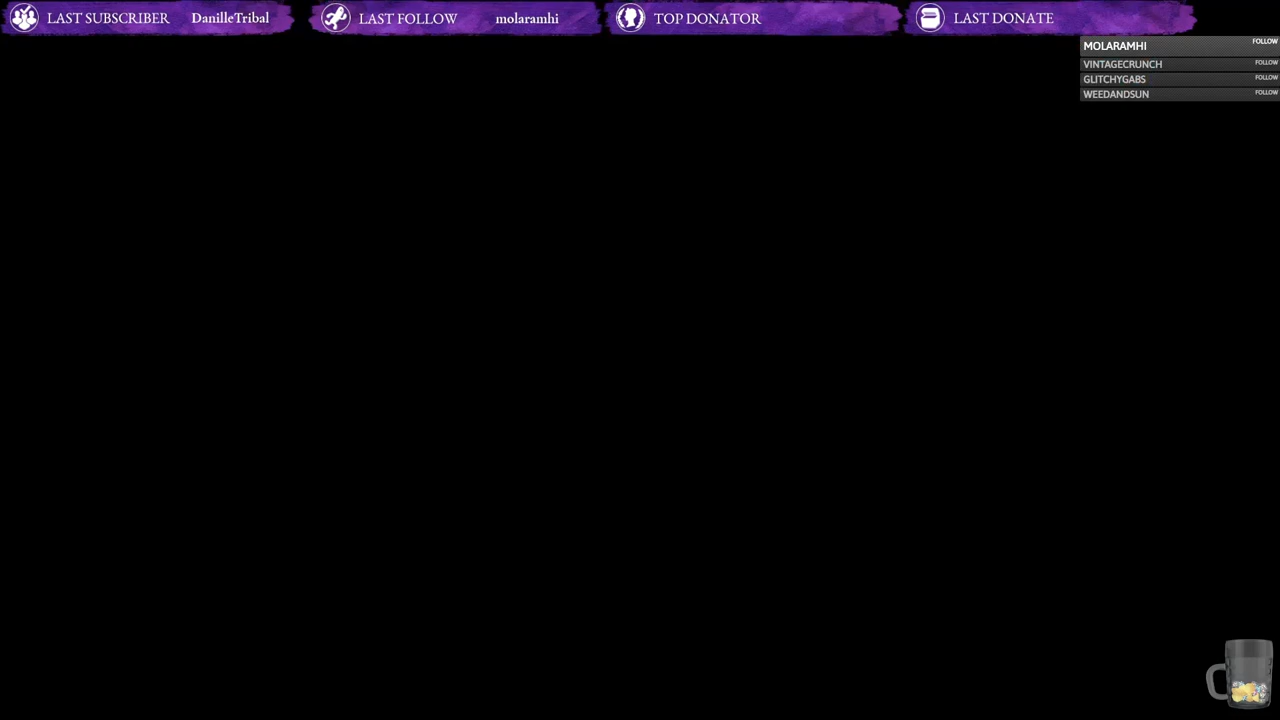 LAST SUBSCRIBER DanilleTribal
LAST FOLLOW molaramhi
TOP DONATOR
LAST DONATE
MOLARAMHI FOLLOW
VINTAGECRUNCH FOLLOW
GLITCHYGABS FOLLOW
WEEDANDSUN FOLLOW